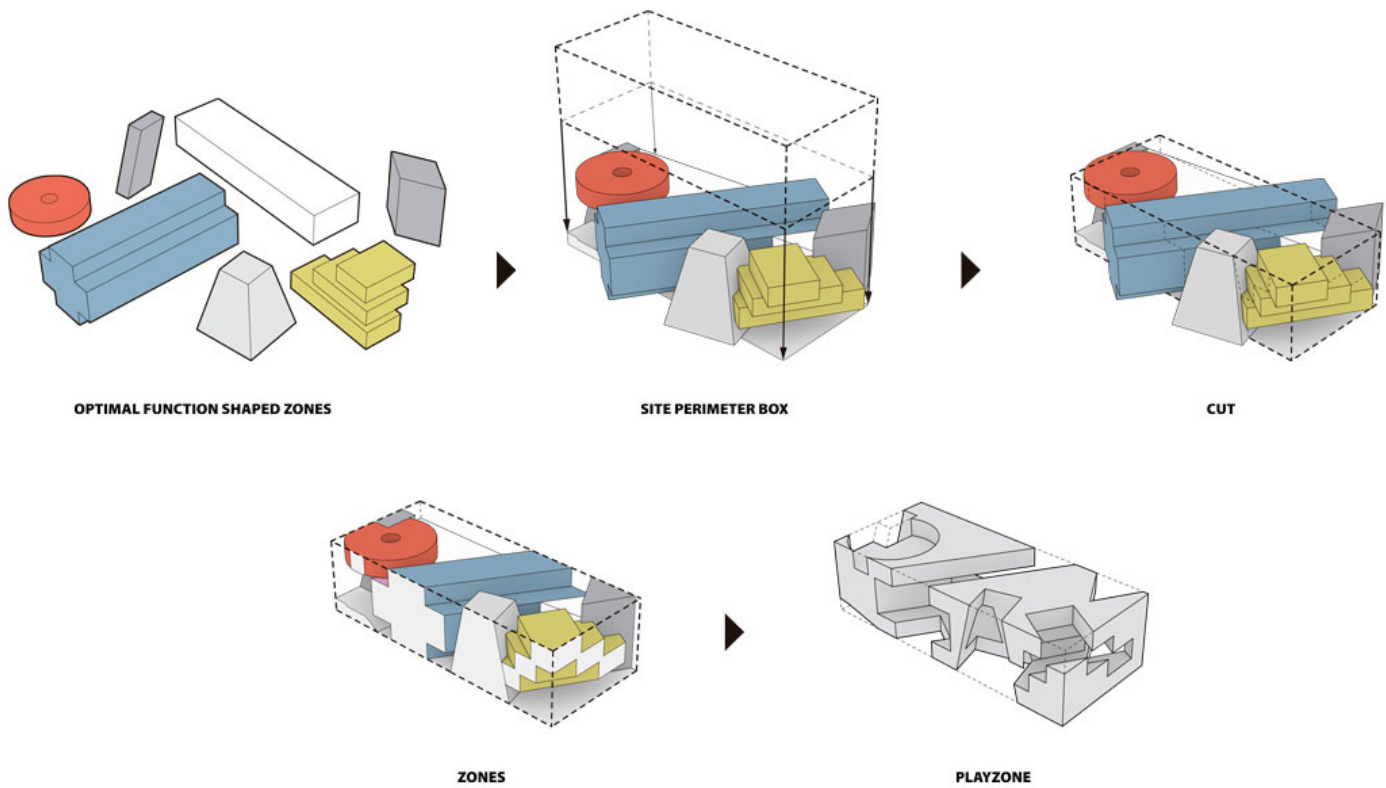 OPTIMAL FUNCTION SHAPED ZONES
SITE PERIMETER BOX
CUT
ZONES
PLAYZONE